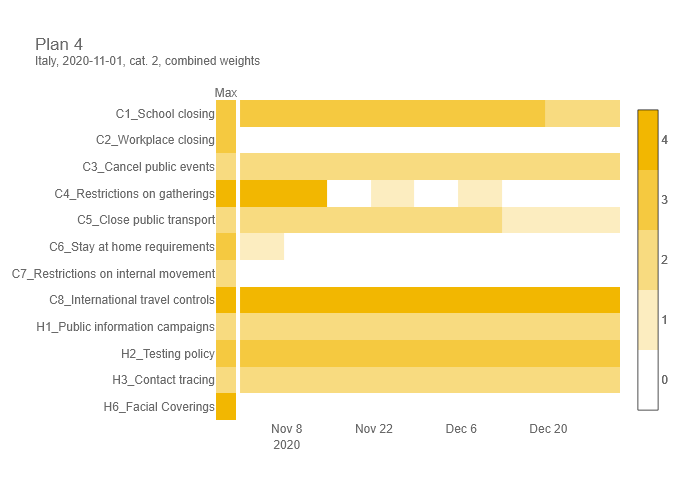 Plan 4
Italy, 2020-11-01, cat. 2, combined weights
Max
C1_School closing
C2_Workplace closing
C3_Cancel public events
C4_Restrictions on gatherings
C5_Close public transport
C6_Stay at home requirements
C7_Restrictions on internal movement
C8_International travel controls
H1_Public information campaigns
H2_Testing policy
H3_Contact tracing
H6_Facial Coverings
Nov 8
2020
Nov 22
Dec 6
Dec 20
4
3
2
1
0